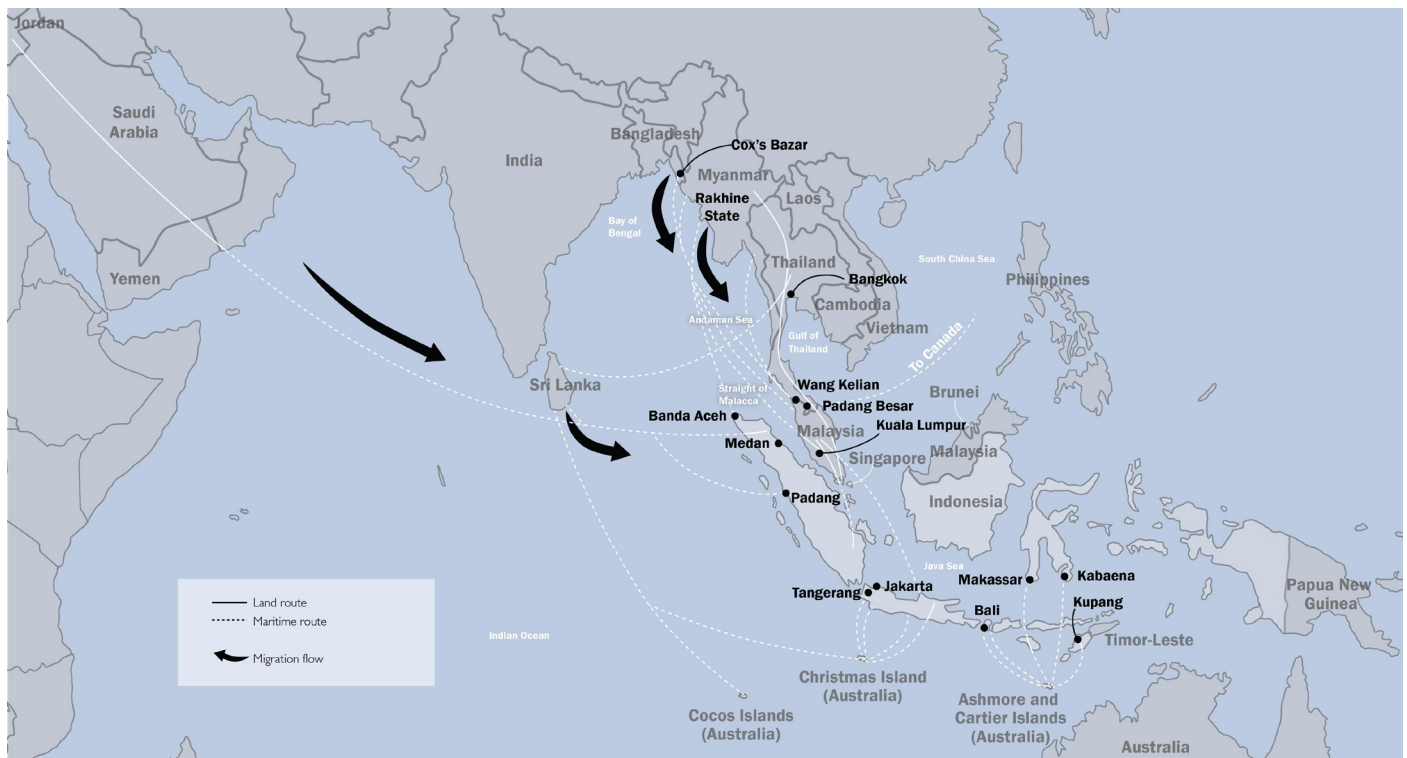 Jordan
Saudi
Arabia
Yemen
India
Bangladesh
Cox's Bazar
Myanmar
Rakhine
State
Laos
Bay of
Bengal
Thailand
Bangkok
South China Sea
Philippines
Cambodia
Vietnam
Andaman Sea
Gulf of
Thailand
To Canada
Sri Lanka
Straight of
Malacca
Wang Kelian
Padang Besar
Brunei
Banda Aceh
Malaysia
Kuala Lumpur
Medan
Singapore
Malaysia
Padang
Indonesia
Java Sea
Tangerang
Jakarta
Makassar
Kabaena
Papua New
Guinea
Bali
Kupang
Timor-Leste
Indian Ocean
Land route
Maritime route
Migration flow
Christmas Island
(Australia)
Cocos Islands
(Australia)
Ashmore and
Cartier Islands
(Australia)
Australia